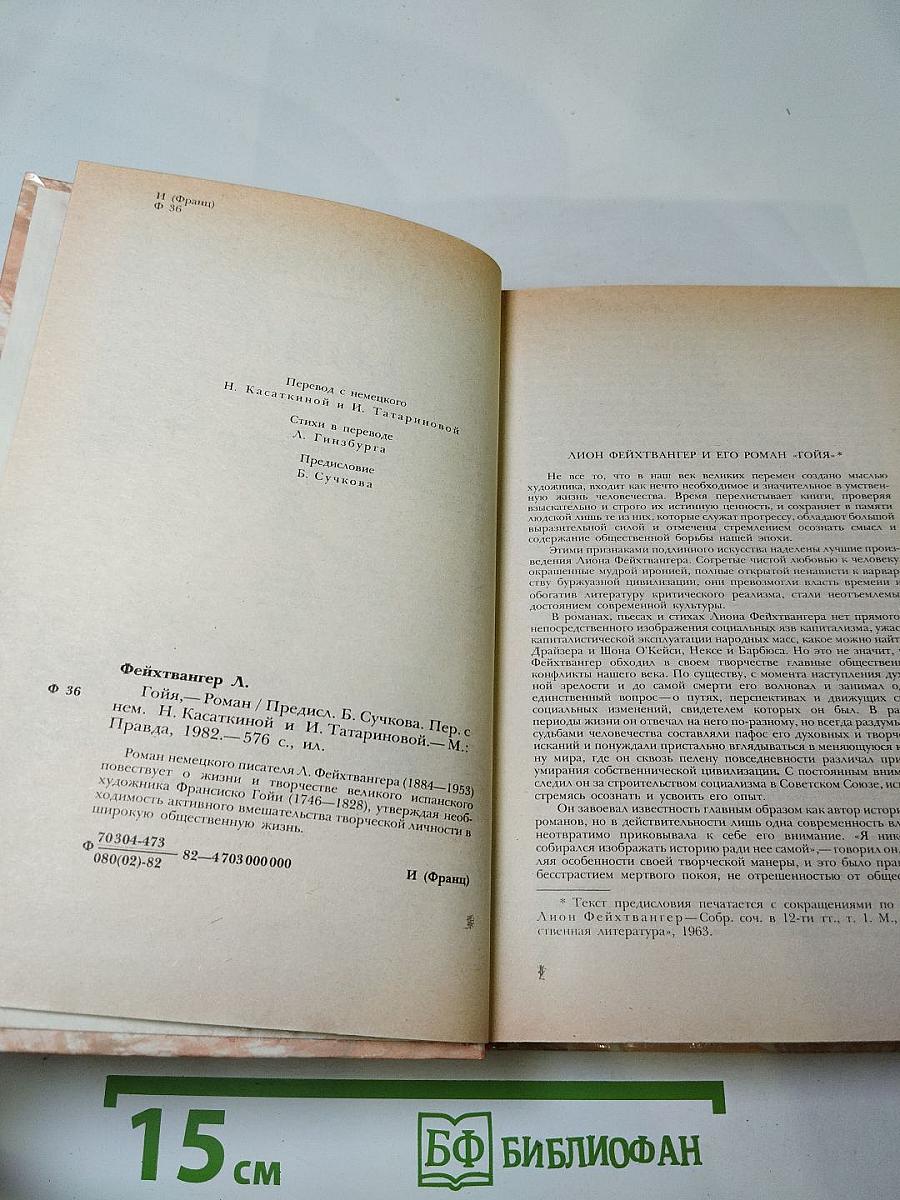 И (Франц)
Ф 36
Перевод с немецкого
Н. Касаткиной и И. Татариновой
Стихи в переводе
Л. Гинзбурга
Предисловие
Б. Сучкова
Фейхтвангер Л.
Ф 36
Гойя,— Роман / Предисл. Б. Сучкова. Пер. с
нем. Н. Касаткиной и И. Татариновой.— М.:
Правда, 1982.— 576 с., ил.
Роман немецкого писателя Л. Фейхтвангера (1884—1953)
повествует о жизни и творчестве великого испанского
художника Франсиско Гойи (1746—1828), утверждая необ-
ходимость активного вмешательства творческой личности в
широкую общественную жизнь.
Ф 70304-473
080(02)-82 — 82—4703000000
И (Франц)
ЛИОН ФЕЙХТВАНГЕР И ЕГО РОМАН «ГОЙЯ»*
Не все то, что в наш век великих перемен создано мыслью
художника, входит как нечто необходимое и значительное в умствен-
ную жизнь человечества. Время перелистывает книги, проверяя
взыскательно и строго их истинную ценность, и сохраняет в памяти
людской лишь те из них, которые служат прогрессу, обладают большой
выразительной силой и отмечены стремлением осознать смысл и
содержание общественной борьбы нашей эпохи.
Этими признаками подлинного искусства наделены лучшие произ-
ведения Лиона Фейхтвангера. Согретые чистой любовью к человеку
окрашенные мудрой иронией, полные открытой ненависти к варвар-
ству буржуазной цивилизации, они превозмогли власть времени и
обогатив литературу критического реализма, стали неотъемлемы
достоянием современной культуры.
В романах, пьесах и стихах Лиона Фейхтвангера нет прямого
непосредственного изображения социальных язв капитализма, ужас
капиталистической эксплуатации народных масс, какое можно найт
Драйзера и Шона О'Кейси, Нексе и Барбюса. Но это не значит,
Фейхтвангер обходил в своем творчестве главные обществен
конфликты нашего века. По существу, с момента наступления дух
ной зрелости и до самой смерти его волновал и занимал од
единственный вопрос — о путях, перспективах и движущих с
социальных изменений, свидетелем которых он был. В ра
периоды жизни он отвечал на него по-разному, но всегда раздумь
судьбами человечества составляли пафос его духовных и творче
исканий и понуждали пристально вглядываться в меняющуюся к
ну мира, где он сквозь пелену повседневности различал при
умирания собственнической цивилизации. С постоянным вним
следил он за строительством социализма в Советском Союзе, ис
стремясь осознать и усвоить его опыт.
Он завоевал известность главным образом как автор истори
романов, но в действительности лишь одна современность вла
неотвратимо приковывала к себе его внимание. «Я ник
собирался изображать историю ради нее самой»,— говорил он,
ляя особенности своей творческой манеры, и это было прав
бесстрастием мертвого покоя, не отрешенностью от общес
* Текст предисловия печатается с сокращениями по
Лион Фейхтвангер — Собр. соч. в 12-ти тт., т. 1. М.,
ственная литература», 1963.
15 см
БФ БИБЛИОФАН